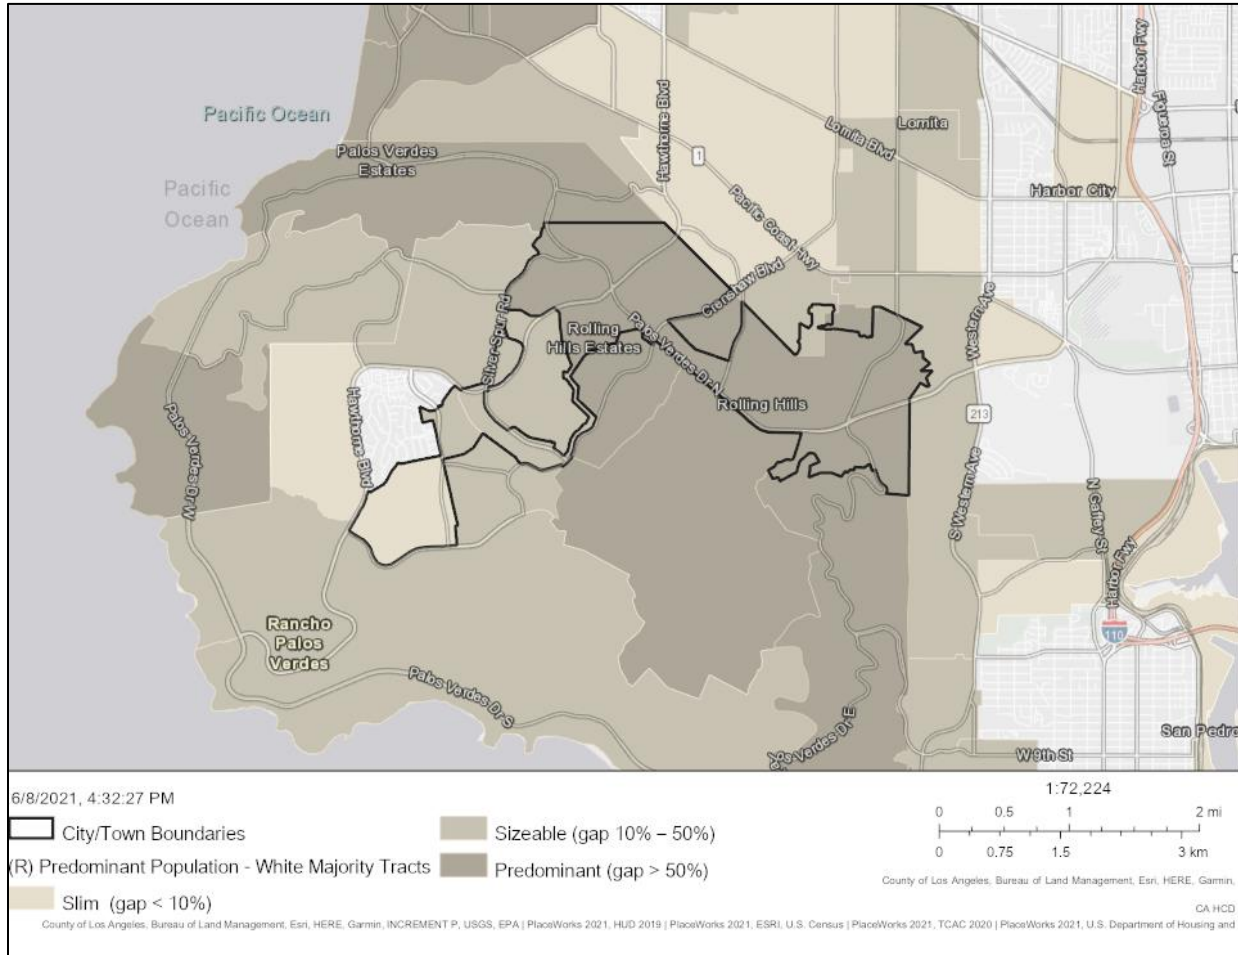 Pacific Ocean
Palos Verdes
Estates
Pacific
Ocean
Hawthorne Blvd
1
Lomita
Lomita Blvd
Harbor Fwy
Figueroa St
Harbor City
Pacific Coast Hwy
Crenshaw Blvd
Silver Spur Rd
Rolling
Hills Estates
Palos Verdes Dr N
Rolling Hills
Western Ave
213
Hawthorne Blvd
Palos Verdes Dr W
S Western Ave
N Gaffey St
Harbor Fwy
110
Rancho
Palos
Verdes
Palos Verdes Dr S
Verdes Dr E
W 9th St
San Pedro
6/8/2021, 4:32:27 PM
City/Town Boundaries
(R) Predominant Population - White Majority Tracts
Slim (gap < 10%)
Sizeable (gap 10% – 50%)
Predominant (gap > 50%)
1:72,224
0 0.5 1 2 mi
0 0.75 1.5 3 km
County of Los Angeles, Bureau of Land Management, Esri, HERE, Garmin,
CA HCD
County of Los Angeles, Bureau of Land Management, Esri, HERE, Garmin, INCREMENT P, USGS, EPA | PlaceWorks 2021, HUD 2019 | PlaceWorks 2021, ESRI, U.S. Census | PlaceWorks 2021, TCAC 2020 | PlaceWorks 2021, U.S. Department of Housing and